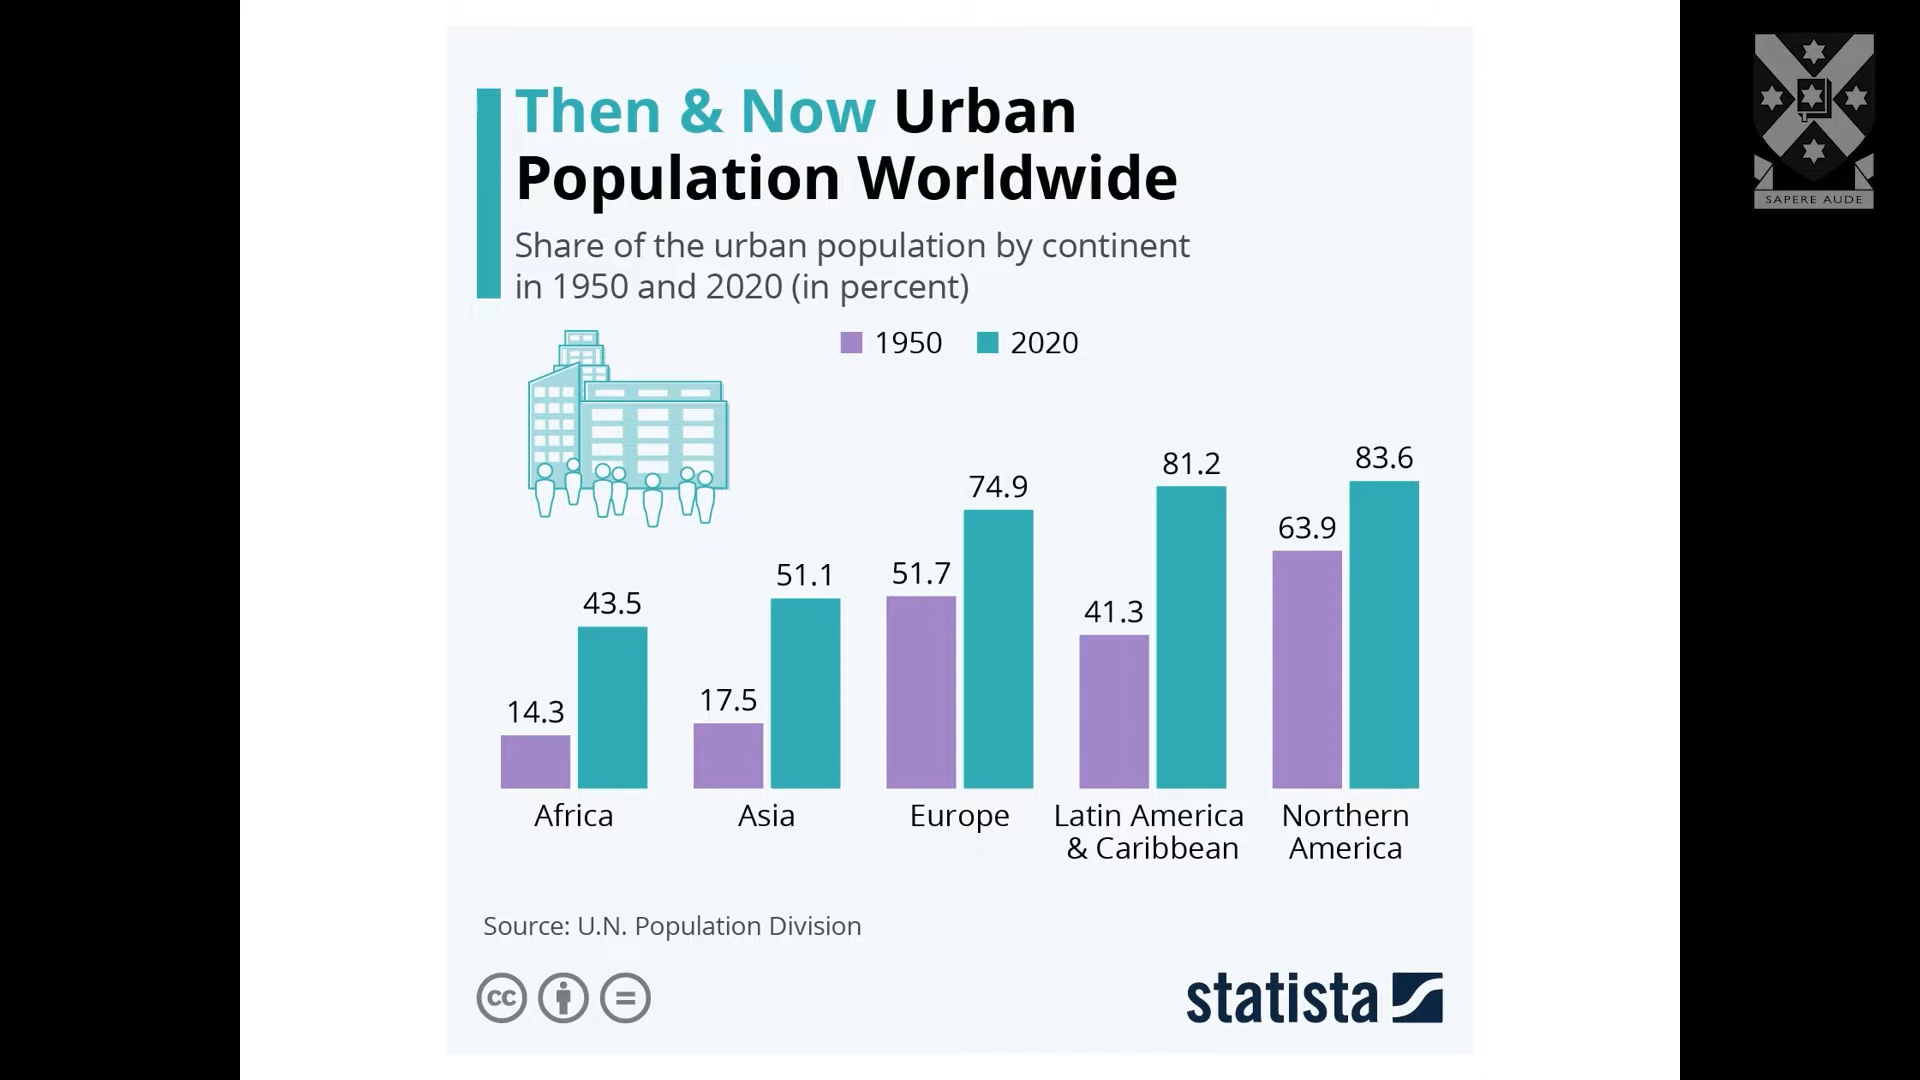 Then & Now Urban
Population Worldwide
Share of the urban population by continent
in 1950 and 2020 (in percent)
1950 2020
14.3 43.5
17.5 51.1
51.7 74.9
41.3 81.2
63.9 83.6
Africa
Asia
Europe
Latin America
& Caribbean
Northern
America
Source: U.N. Population Division
cc =
statista
SAPERE AUDE